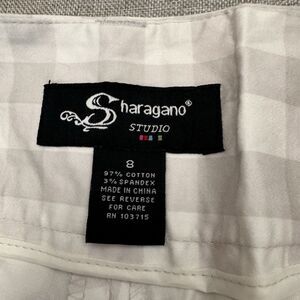 Sharagano®
STUDIO
8
97% COTTON
3% SPANDEX
MADE IN CHINA
SEE REVERSE
FOR CARE
RN 103715